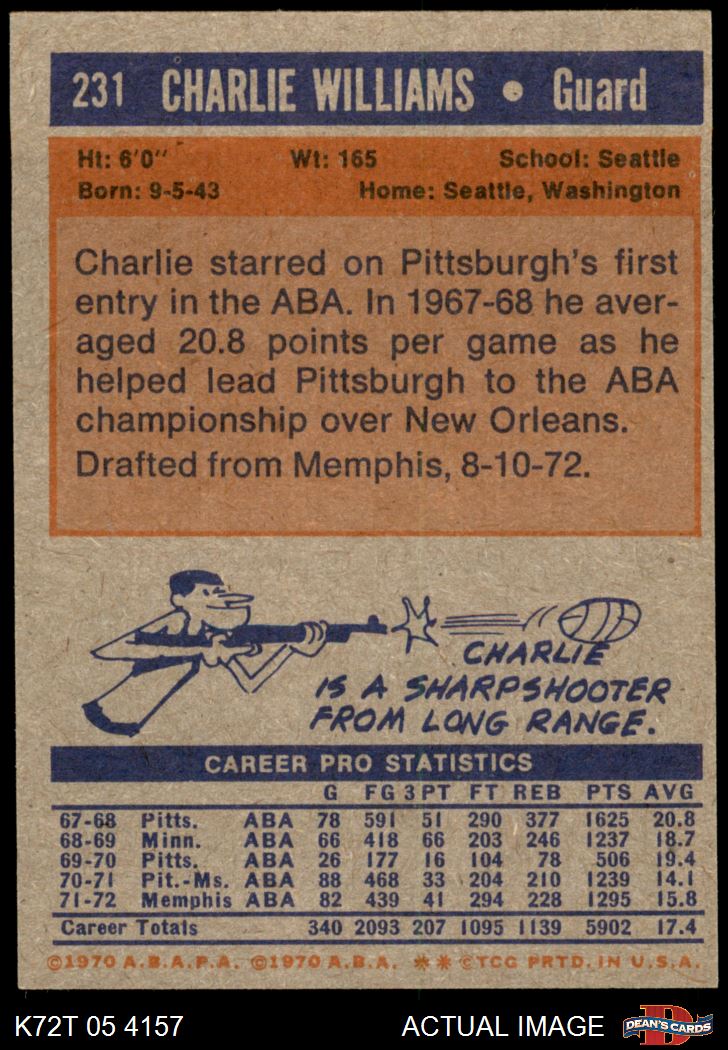 231 CHARLIE WILLIAMS • Guard
Ht: 6'0" Wt: 165 School: Seattle
Born: 9-5-43 Home: Seattle, Washington
Charlie starred on Pittsburgh's first
entry in the ABA. In 1967-68 he aver-
aged 20.8 points per game as he
helped lead Pittsburgh to the ABA
championship over New Orleans.
Drafted from Memphis, 8-10-72.
CHARLIE
IS A SHARPSHOOTER
FROM LONG RANGE.
CAREER PRO STATISTICS
G FG 3 PT FT REB PTS AVG
67-68 Pitts. ABA 78 591 51 290 377 1625 20.8
68-69 Minn. ABA 66 418 66 203 246 1237 18.7
69-70 Pitts. ABA 26 177 16 104 78 506 19.4
70-71 Pit.-Ms. ABA 88 468 33 204 210 1239 14.1
71-72 Memphis ABA 82 439 41 294 228 1295 15.8
Career Totals 340 2093 207 1095 1139 5902 17.4
©1970 A.B.A.P.A. ©1970 A.B.A. ** ©TCG PRTD. IN U.S.A.
K72T 05 4157 ACTUAL IMAGE DEAN'S CARDS